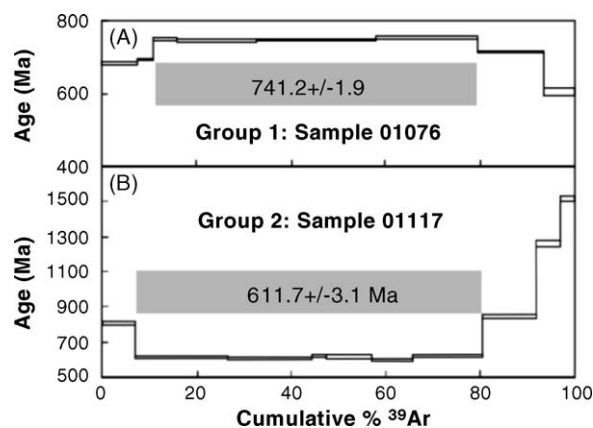 (A)
800
600
400
Age (Ma)
741.2+/-1.9
Group 1: Sample 01076
(B)
1500
1300
1100
900
700
500
Age (Ma)
Group 2: Sample 01117
611.7+/-3.1 Ma
0 20 40 60 80 100
Cumulative % ³⁹Ar